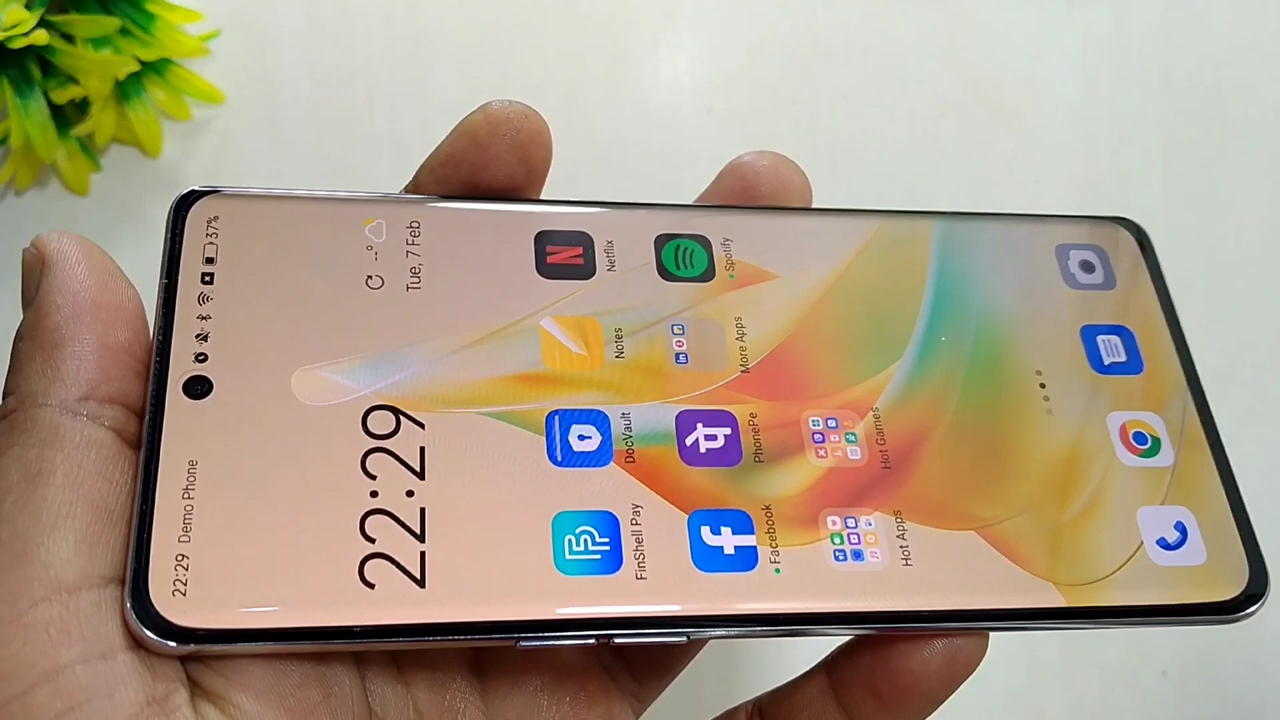 22:29 Demo Phone 37%
22:29
--°
Tue, 7 Feb
FinShell Pay
DocVault
Notes
Netflix
Facebook
PhonePe
More Apps
Spotify
Hot Apps
Hot Games